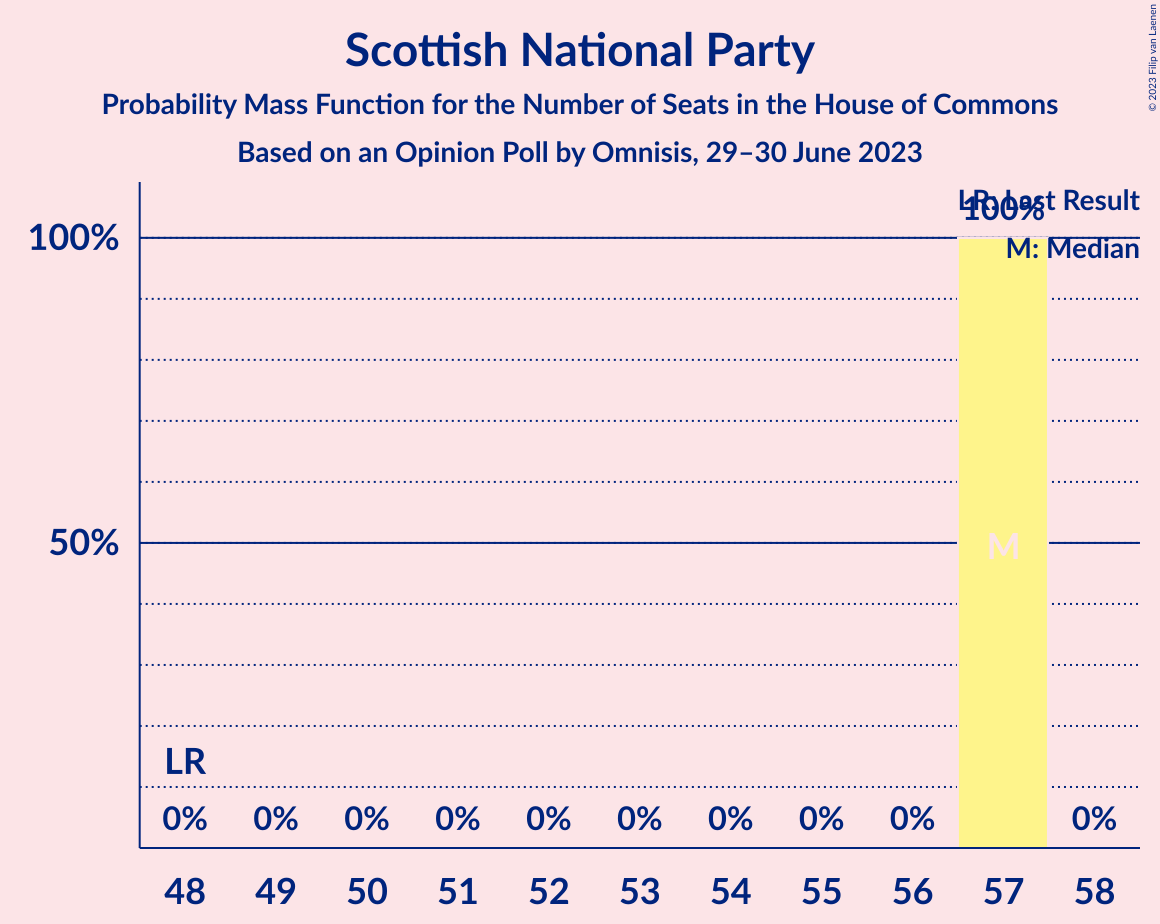 Scottish National Party
Probability Mass Function for the Number of Seats in the House of Commons
Based on an Opinion Poll by Omnisis, 29–30 June 2023
© 2023 Filip van Laenen
LR: Last Result
100%
M: Median
100%
50%
M
LR
0% 0% 0% 0% 0% 0% 0% 0% 0% 0%
48 49 50 51 52 53 54 55 56 57 58